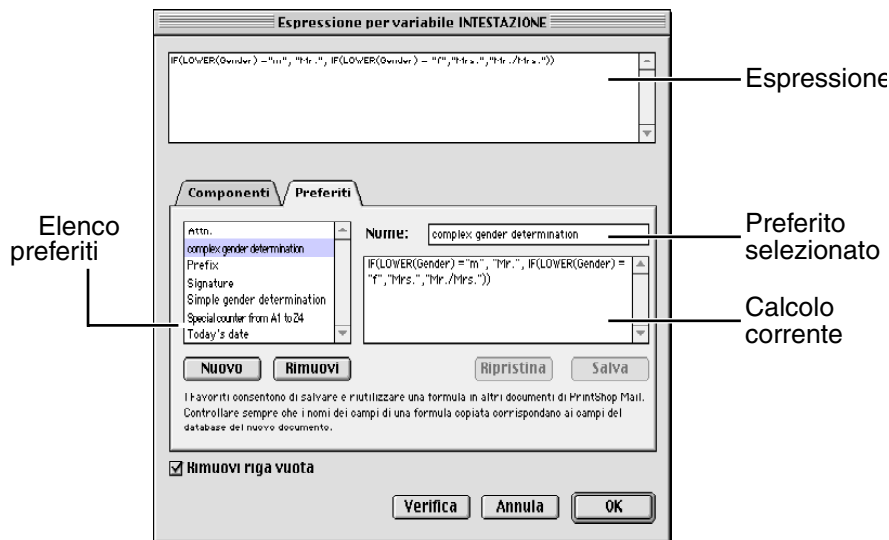 Espressione per variabile INTESTAZIONE
IF(LOWER(Gender) ="m", "Mr.", IF(LOWER(Gender) = "f","Mrs.","Mr./Mrs."))
Espressione
Componenti
Preferiti
Elenco
preferiti
Attn.
complex gender determination
Prefix
Signature
Simple gender determination
Special counter from A1 to Z4
Today's date
Nome:
complex gender determination
IF(LOWER(Gender) ="m", "Mr.", IF(LOWER(Gender) =
"f","Mrs.","Mr./Mrs."))
Preferito
selezionato
Calcolo
corrente
Nuovo
Rimuovi
Ripristina
Salva
I Favoriti consentono di salvare e riutilizzare una formula in altri documenti di PrintShop Mail.
Controllare sempre che i nomi dei campi di una formula copiata corrispondano ai campi del
database del nuovo documento.
Rimuovi riga vuota
Verifica
Annulla
OK